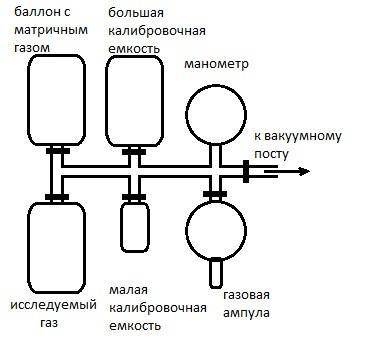 баллон с
матричным
газом
большая
калибровочная
емкость
манометр
к вакуумному
посту
исследуемый
газ
малая
калибровочная
емкость
газовая
ампула